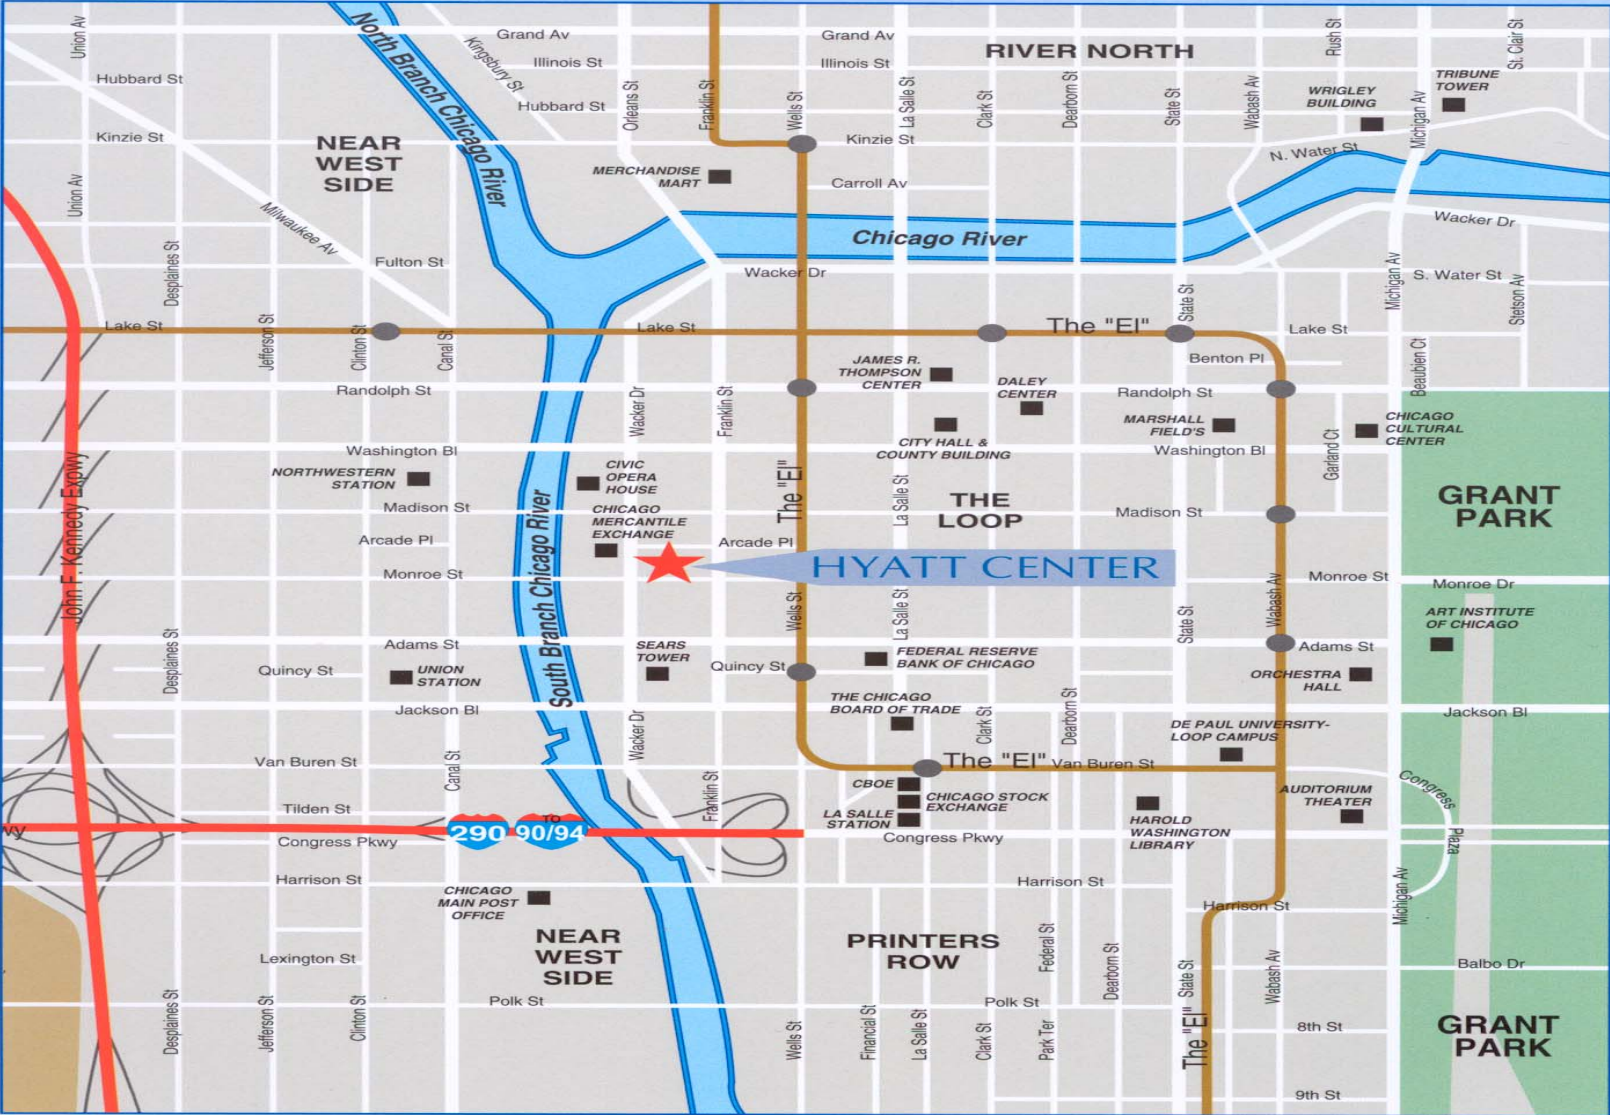 Union Av
North Branch Chicago River
Kingsbury St
Grand Av
Grand Av
RIVER NORTH
Rush St
St. Clair St
Illinois St
Illinois St
Hubbard St
Hubbard St
Orleans St
Franklin St
Wells St
La Salle St
Clark St
Dearborn St
State St
Wabash Av
WRIGLEY
BUILDING
Michigan Av
TRIBUNE
TOWER
Kinzie St
Kinzie St
NEAR
WEST
SIDE
N. Water St
MERCHANDISE
MART
Carroll Av
Union Av
Milwaukee Av
Chicago River
Wacker Dr
Desplaines St
Fulton St
Wacker Dr
Michigan Av
S. Water St
Stetson Av
State St
Lake St
Jefferson St
Clinton St
Canal St
Lake St
The "El"
Lake St
Benton Pl
Beaubien Ct
JAMES R.
THOMPSON
CENTER
DALEY
CENTER
Randolph St
Wacker Dr
Franklin St
Randolph St
MARSHALL
FIELD'S
CHICAGO
CULTURAL
CENTER
CITY HALL &
COUNTY BUILDING
Washington Bl
Washington Bl
Garland Ct
NORTHWESTERN
STATION
CIVIC
OPERA
HOUSE
The "El"
La Salle St
THE
LOOP
GRANT
PARK
John F. Kennedy Expwy
Madison St
CHICAGO
MERCANTILE
EXCHANGE
Madison St
Arcade Pl
Arcade Pl
HYATT CENTER
South Branch Chicago River
Monroe St
Monroe St
Monroe Dr
Wells St
La Salle St
State St
Wabash Av
ART INSTITUTE
OF CHICAGO
Desplaines St
Adams St
SEARS
TOWER
Adams St
FEDERAL RESERVE
BANK OF CHICAGO
Quincy St
UNION
STATION
Quincy St
ORCHESTRA
HALL
THE CHICAGO
BOARD OF TRADE
Jackson Bl
Wacker Dr
Clark St
Dearborn St
Jackson Bl
DE PAUL UNIVERSITY-
LOOP CAMPUS
Van Buren St
Canal St
Franklin St
The "El"
Van Buren St
CBOE
CHICAGO STOCK
EXCHANGE
AUDITORIUM
THEATER
Congress
Plaza
Tilden St
LA SALLE
STATION
HAROLD
WASHINGTON
LIBRARY
wy
290
TO
90/94
Congress Pkwy
Congress Pkwy
Harrison St
Harrison St
Michigan Av
CHICAGO
MAIN POST
OFFICE
Harrison St
NEAR
WEST
SIDE
PRINTERS
ROW
Federal St
Dearborn St
State St
Wabash Av
Lexington St
Balbo Dr
Desplaines St
Jefferson St
Clinton St
Polk St
Polk St
Wells St
Financial St
La Salle St
Clark St
Park Ter
The "El"
8th St
GRANT
PARK
9th St